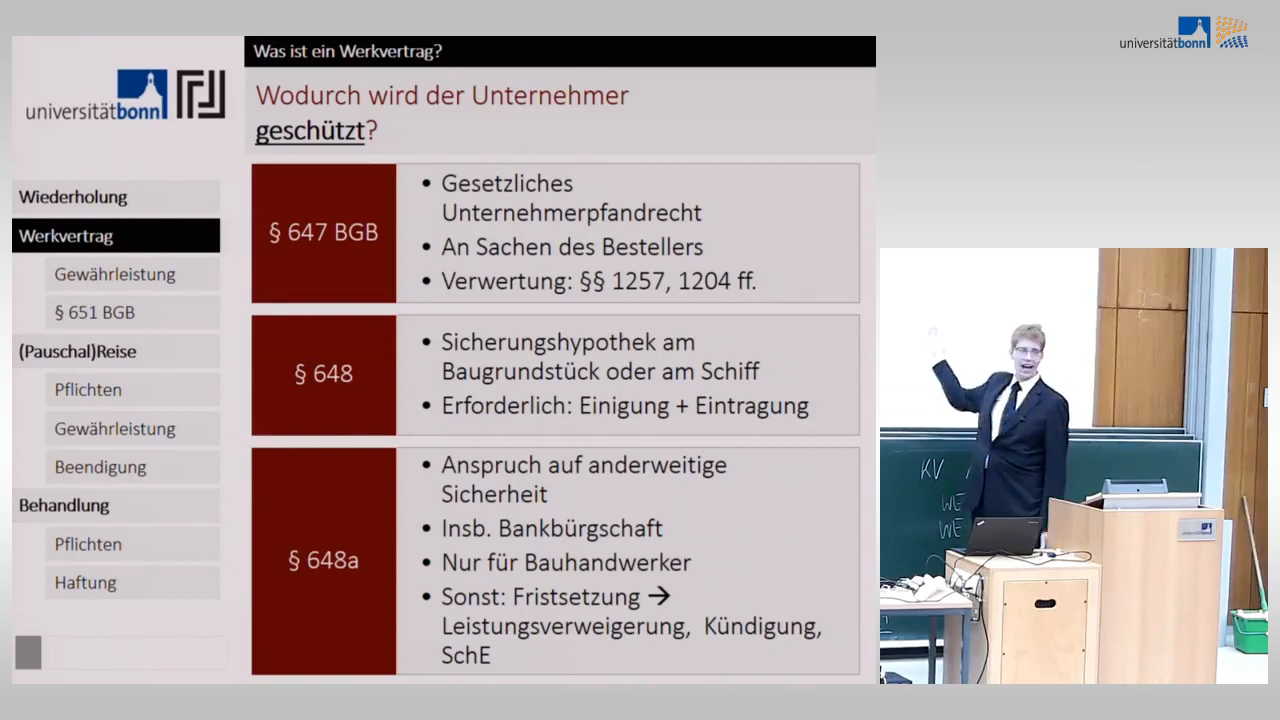 universitätbonn
Was ist ein Werkvertrag?
universitätbonn
Wodurch wird der Unternehmer
geschützt?
Wiederholung
Werkvertrag
Gewährleistung
§ 651 BGB
(Pauschal)Reise
Pflichten
Gewährleistung
Beendigung
Behandlung
Pflichten
Haftung
§ 647 BGB
• Gesetzliches
Unternehmerpfandrecht
• An Sachen des Bestellers
• Verwertung: §§ 1257, 1204 ff.
§ 648
• Sicherungshypothek am
Baugrundstück oder am Schiff
• Erforderlich: Einigung + Eintragung
§ 648a
• Anspruch auf anderweitige
Sicherheit
• Insb. Bankbürgschaft
• Nur für Bauhandwerker
• Sonst: Fristsetzung →
Leistungsverweigerung, Kündigung,
SchE
KV
WE
WE